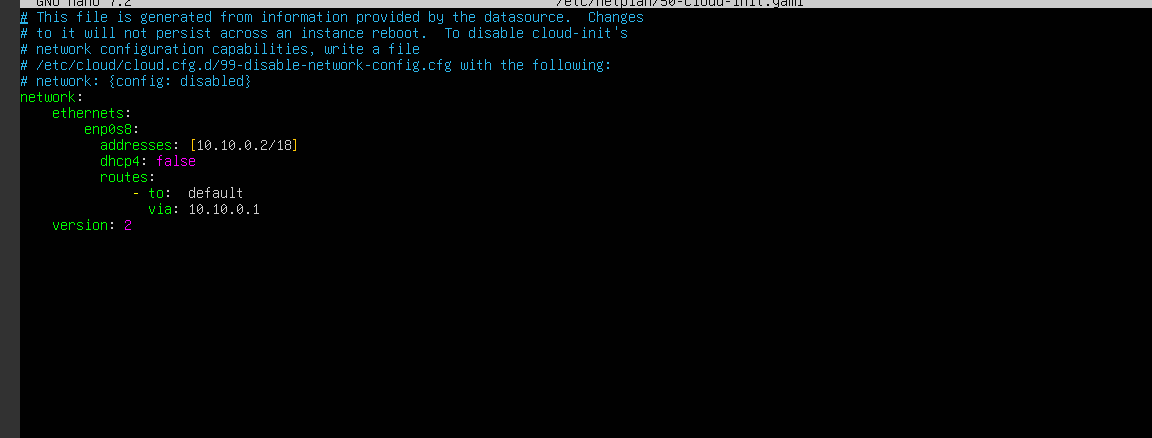 GNU nano 7.2 /etc/netplan/50-cloud-init.yaml
# This file is generated from information provided by the datasource.  Changes
# to it will not persist across an instance reboot.  To disable cloud-init's
# network configuration capabilities, write a file
# /etc/cloud/cloud.cfg.d/99-disable-network-config.cfg with the following:
# network: {config: disabled}
network:
    ethernets:
        enp0s8:
          addresses: [10.10.0.2/18]
          dhcp4: false
          routes:
              - to:  default
                via: 10.10.0.1
    version: 2